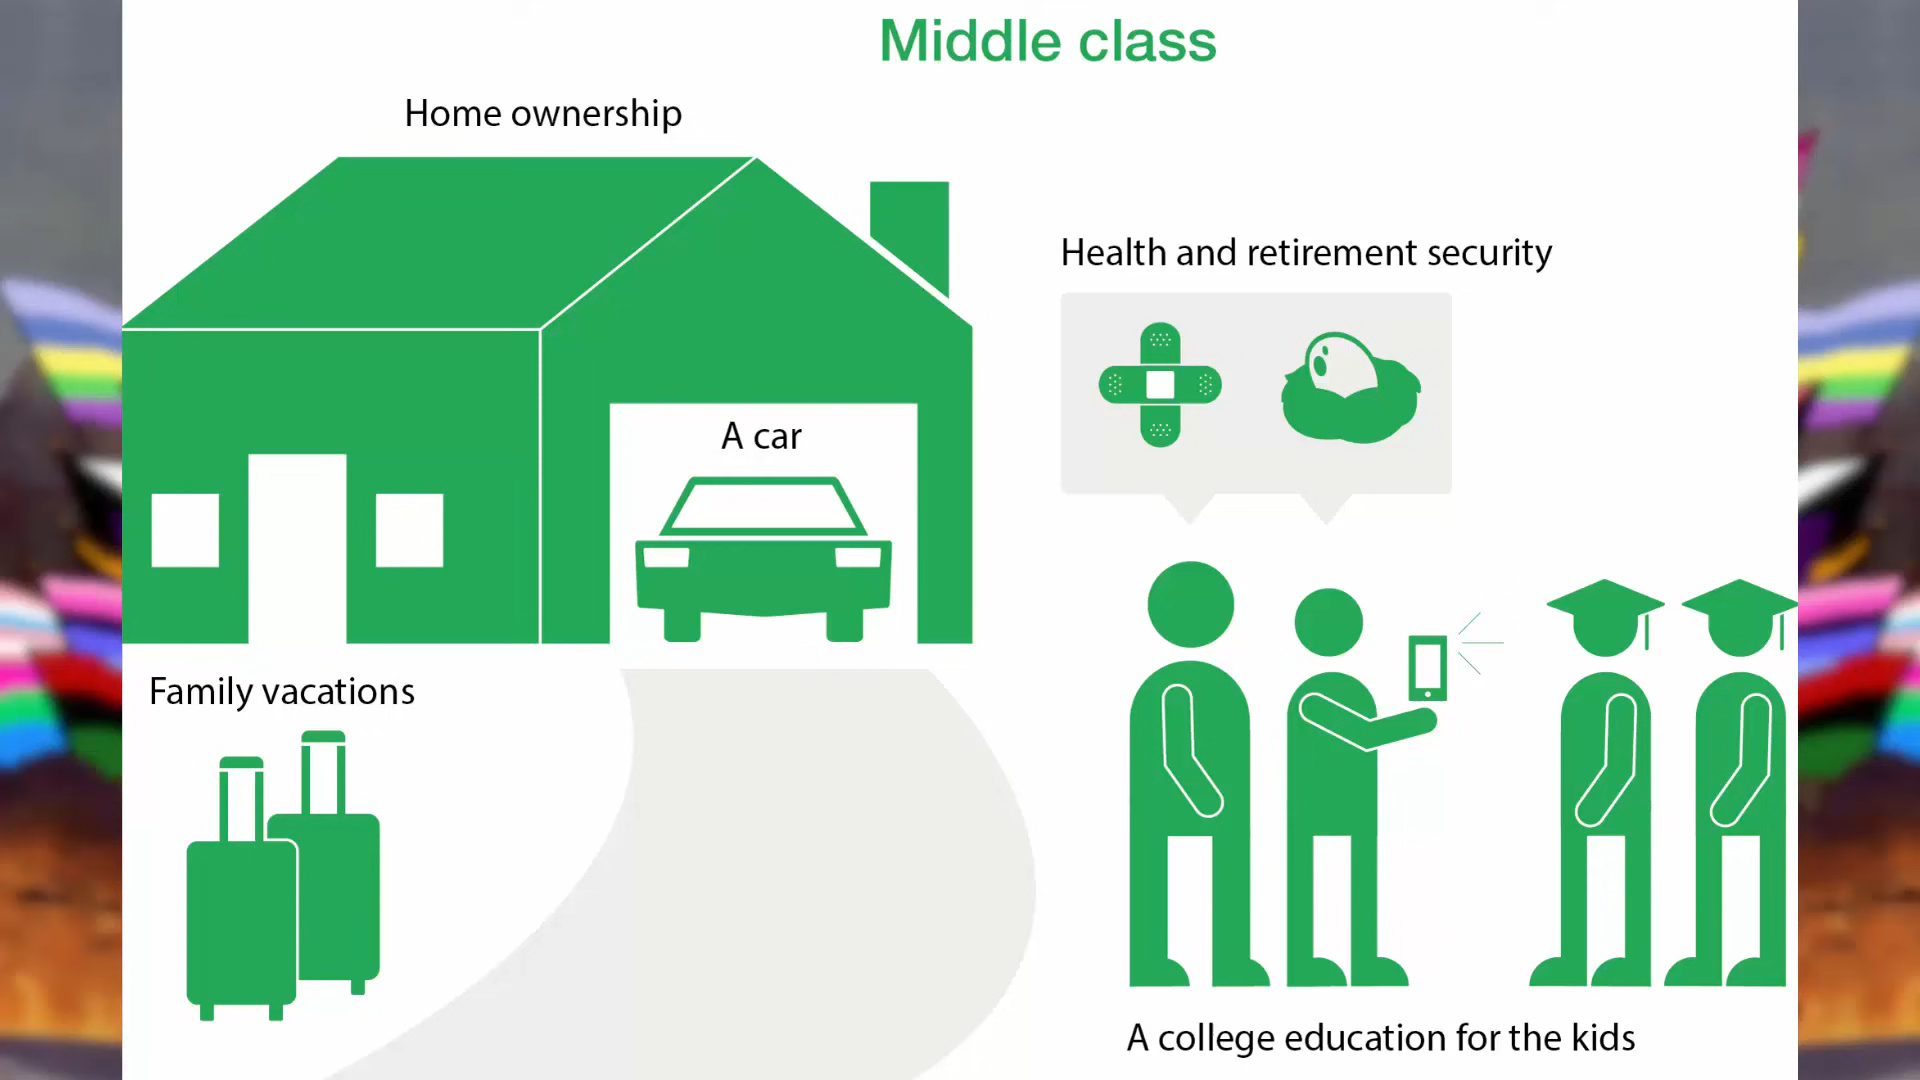 Middle class
Home ownership
Health and retirement security
A car
Family vacations
A college education for the kids